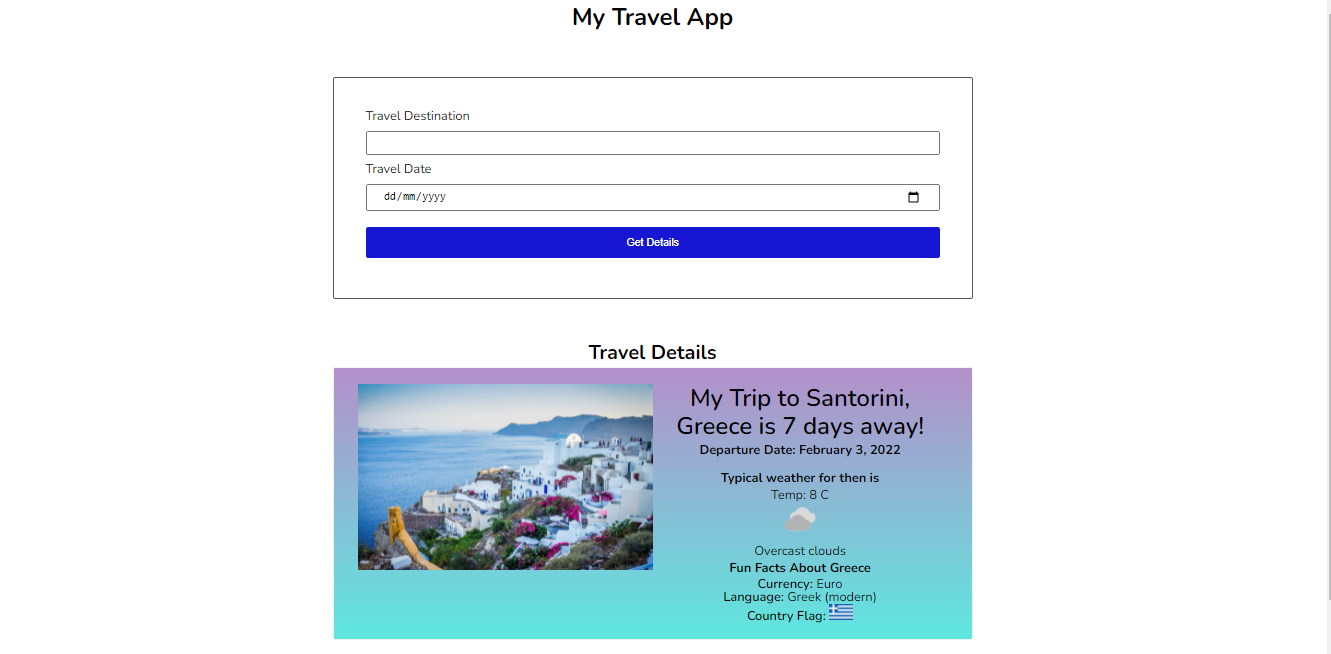 My Travel App
Travel Destination
Travel Date
dd/mm/yyyy
Get Details
Travel Details
My Trip to Santorini,
Greece is 7 days away!
Departure Date: February 3, 2022
Typical weather for then is
Temp: 8 C
Overcast clouds
Fun Facts About Greece
Currency: Euro
Language: Greek (modern)
Country Flag: